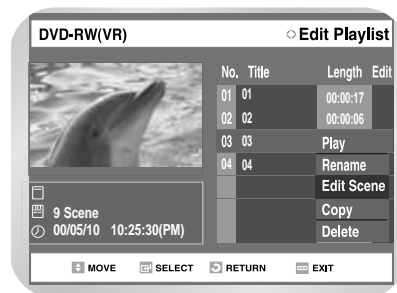 DVD-RW(VR) Edit Playlist
No. Title Length Edit
01 01 00:00:17
02 02 00:00:06
03 03 Play
04 04 Rename
Edit Scene
Copy
Delete
9 Scene
00/05/10 10:25:30(PM)
MOVE SELECT RETURN EXIT